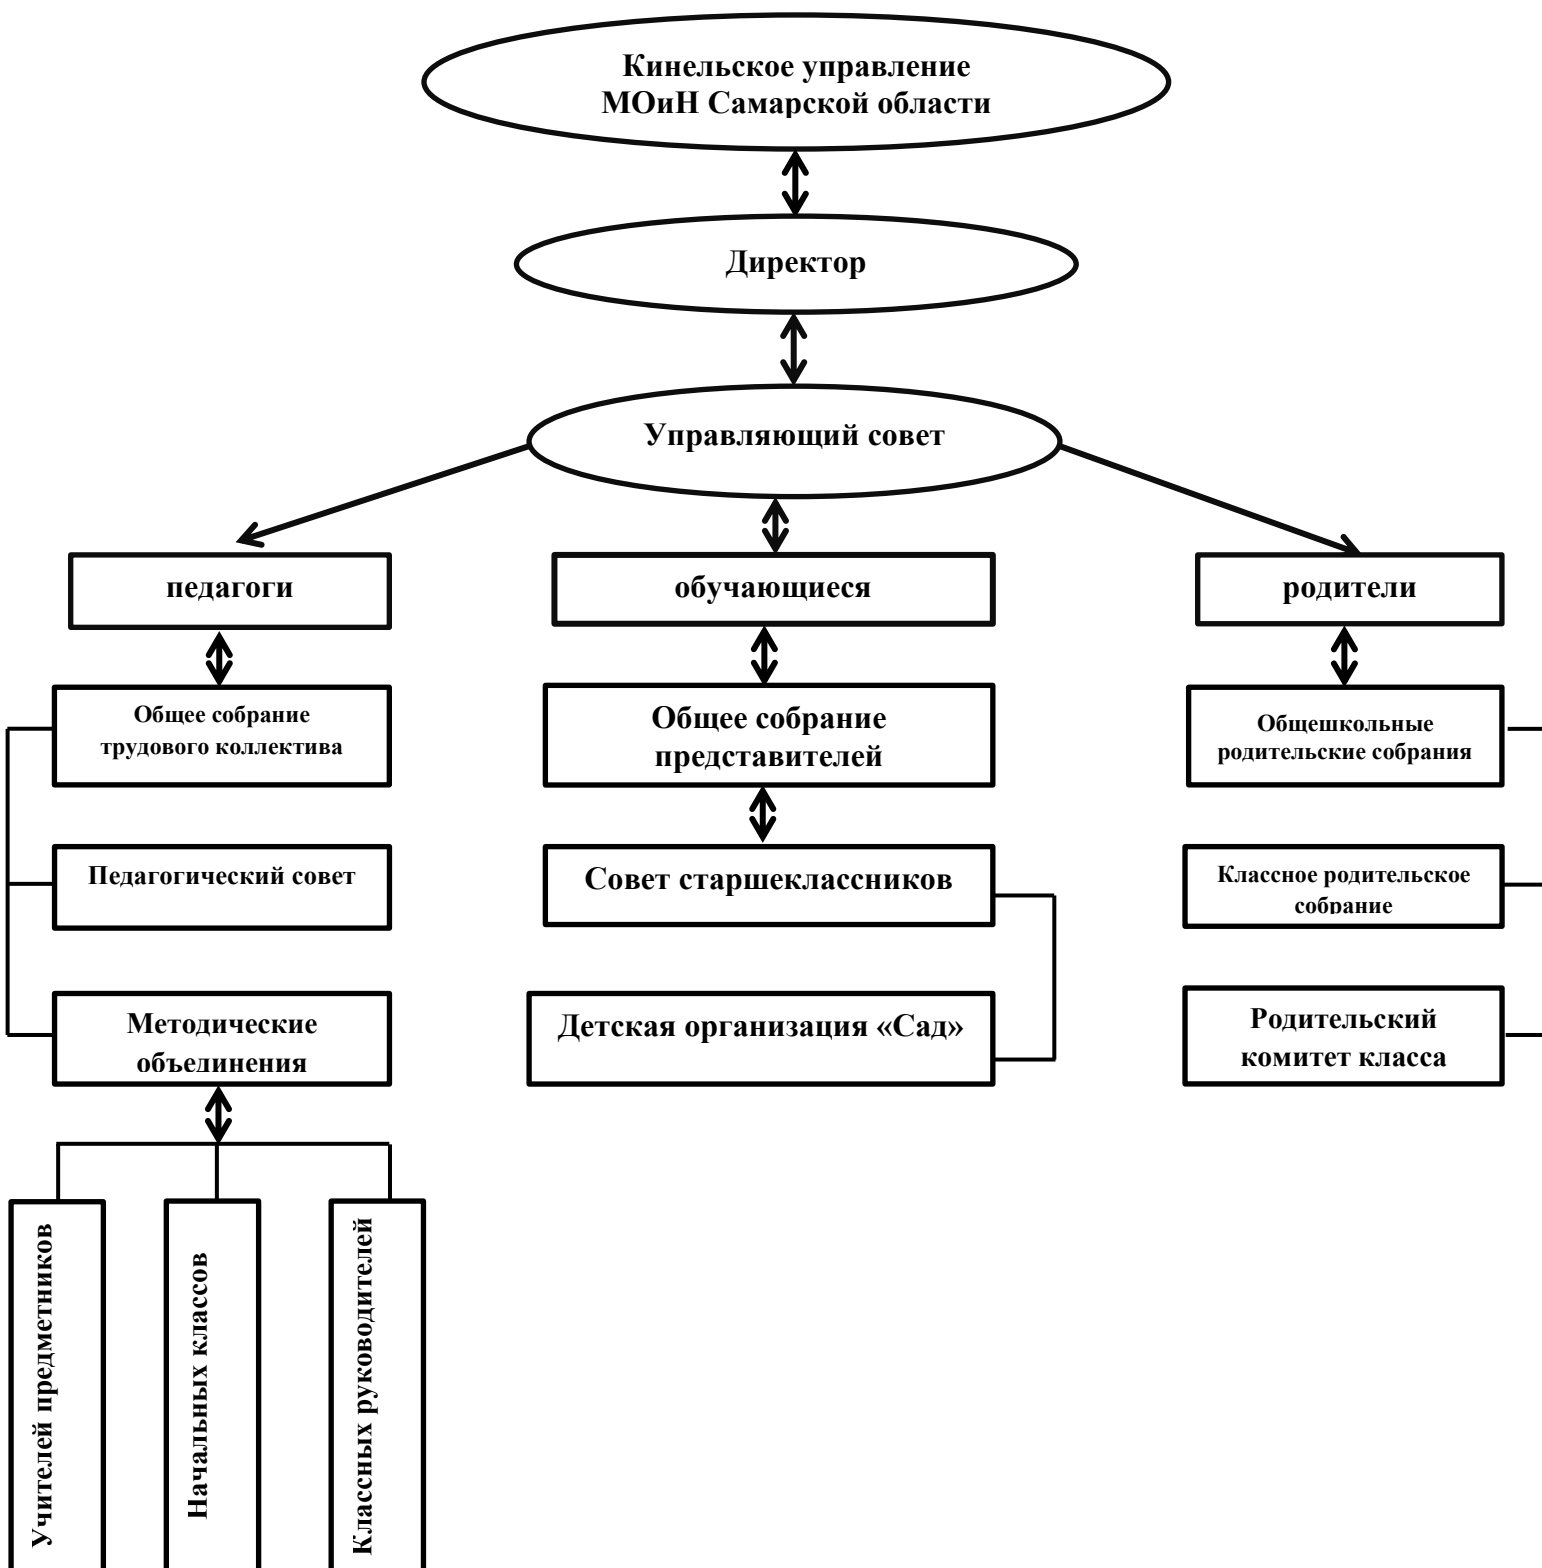 Кинельское управление
МОиН Самарской области
Директор
Управляющий совет
педагоги
обучающиеся
родители
Общее собрание
трудового коллектива
Общее собрание
представителей
Общешкольные
родительские собрания
Педагогический совет
Совет старшеклассников
Классное родительское
собрание
Методические
объединения
Детская организация «Сад»
Родительский
комитет класса
Учителей предметников
Начальных классов
Классных руководителей